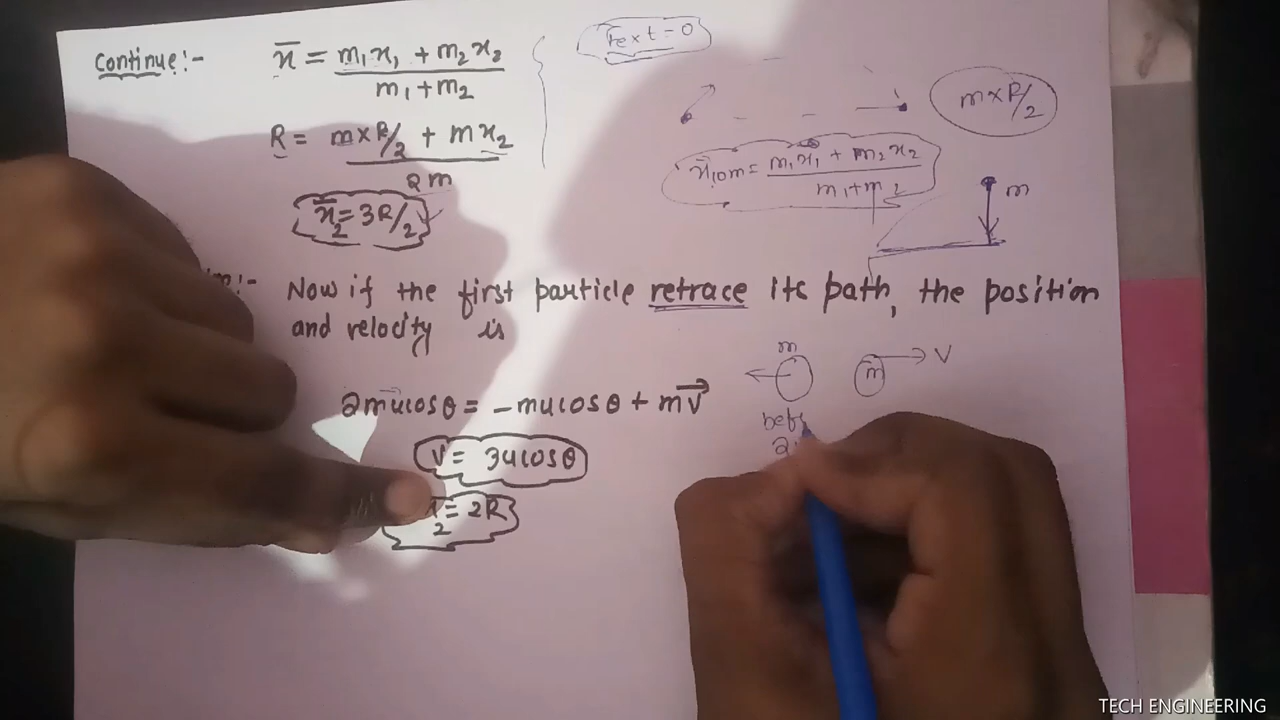 Continue:-
x̄ = m₁x₁ + m₂x₂
m₁+m₂
R = m×R/2 + mx₂
2m
x̄₂= 3R/2
Fext=0
m×R/2
x̄com= m₁x₁ + m₂x₂
m₁+m₂
m
Now if the first particle retrace its path, the position
and velocity is
2mucosθ = -mucosθ + mv
V= 3ucosθ
2= 2R
m
m
V
TECH ENGINEERING